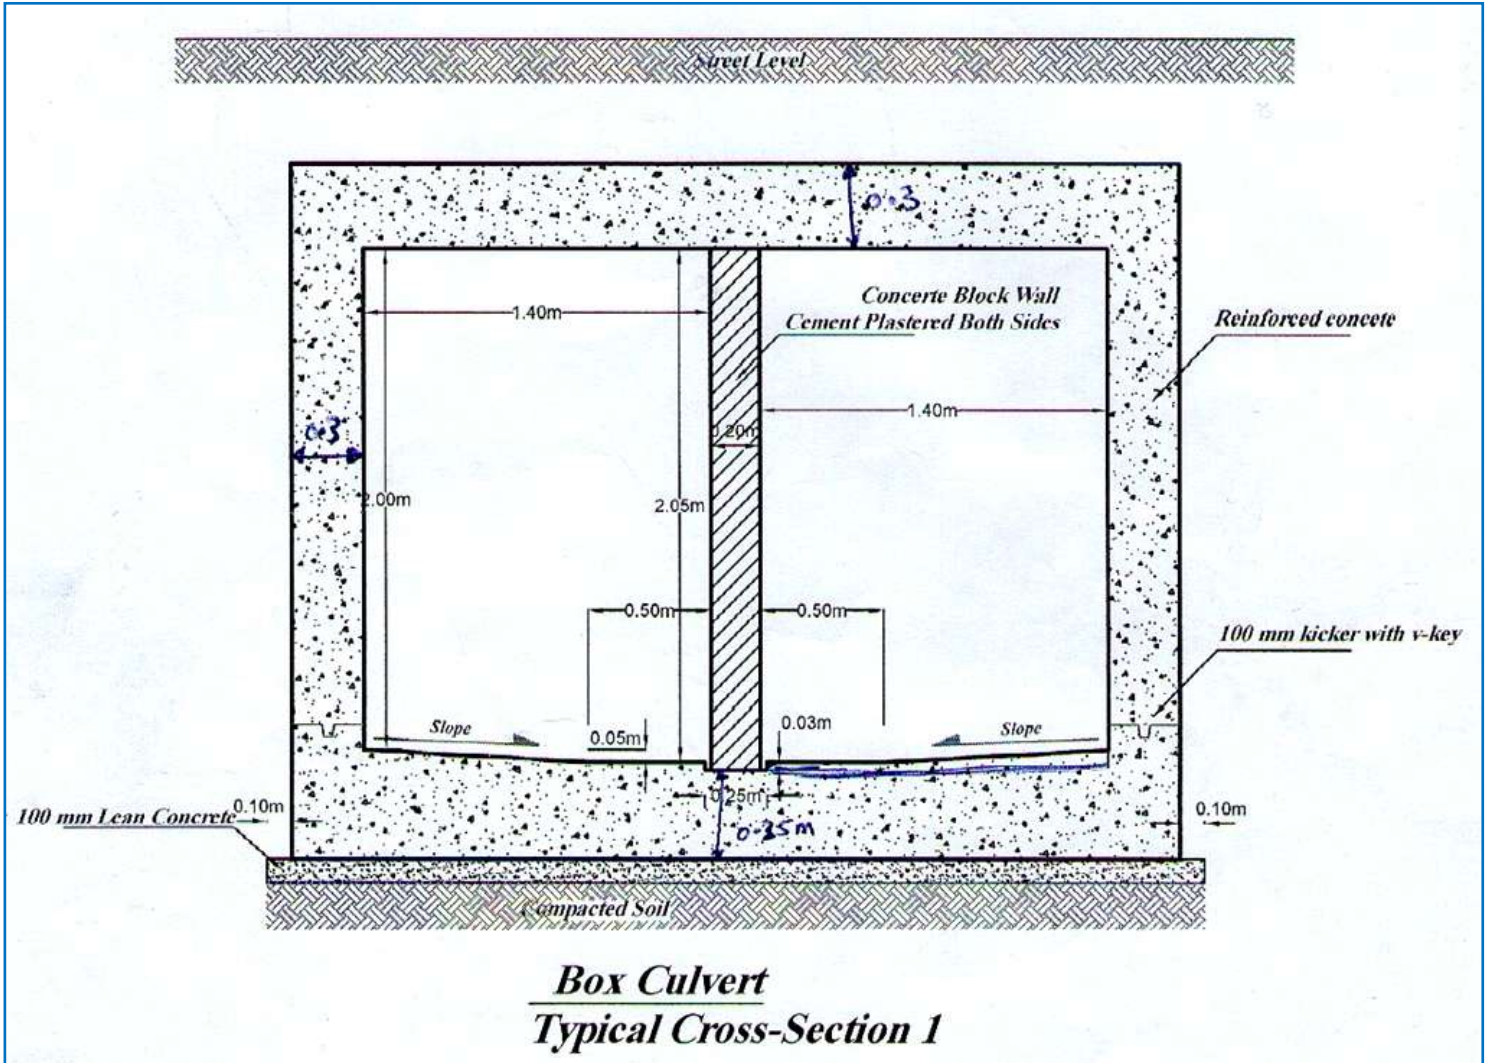 Street Level
0.3
Concerte Block Wall
Cement Plastered Both Sides
1.40m
Reinforced concete
1.40m
0.3
0.20m
2.00m
2.05m
0.50m
0.50m
100 mm kicker with v-key
Slope
0.05m
0.03m
Slope
0.25m
0.10m
100 mm Lean Concrete
0.10m
0.35m
Compacted Soil
Box Culvert
Typical Cross-Section 1